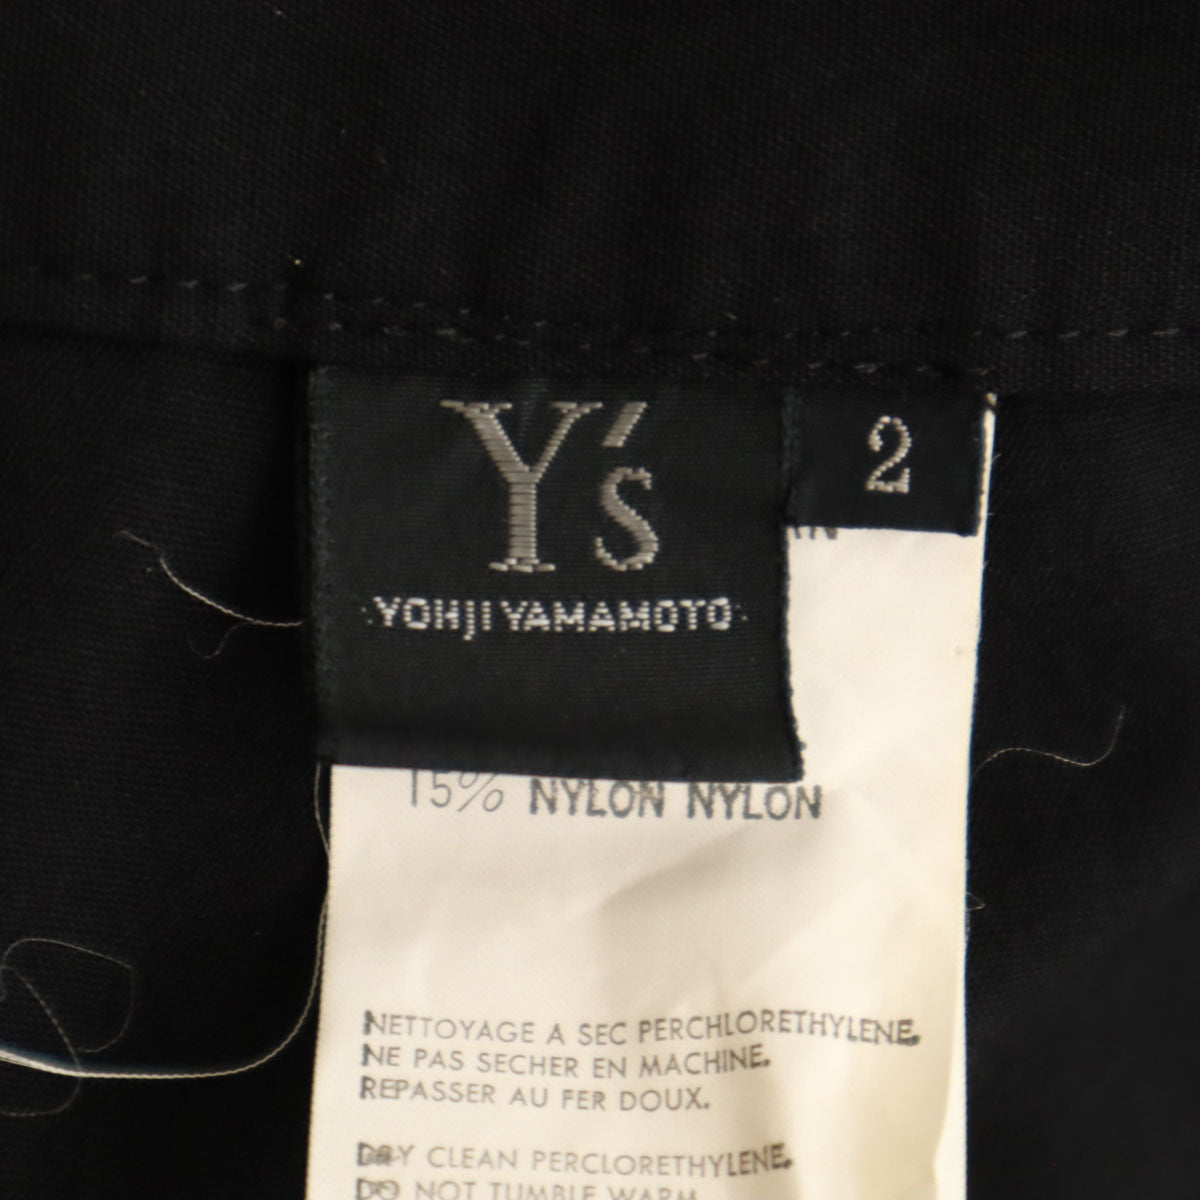 Y's
2
YOHJI YAMAMOTO
15% NYLON NYLON
NETTOYAGE A SEC PERCHLORETHYLENE.
NE PAS SECHER EN MACHINE.
REPASSER AU FER DOUX.
DRY CLEAN PERCLORETHYLENE.
DO NOT TUMBLE WARM